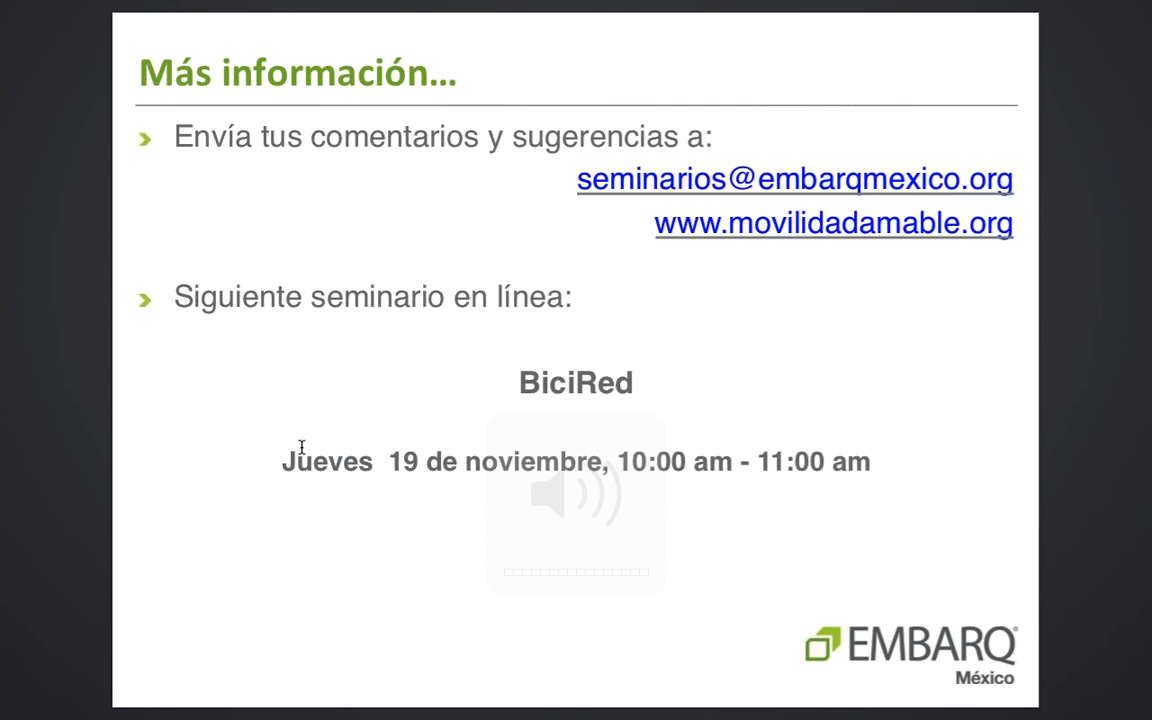 Más información...
Envía tus comentarios y sugerencias a:
seminarios@embarqmexico.org
www.movilidadamable.org
Siguiente seminario en línea:
BiciRed
Jueves 19 de noviembre, 10:00 am - 11:00 am
EMBARQ
México